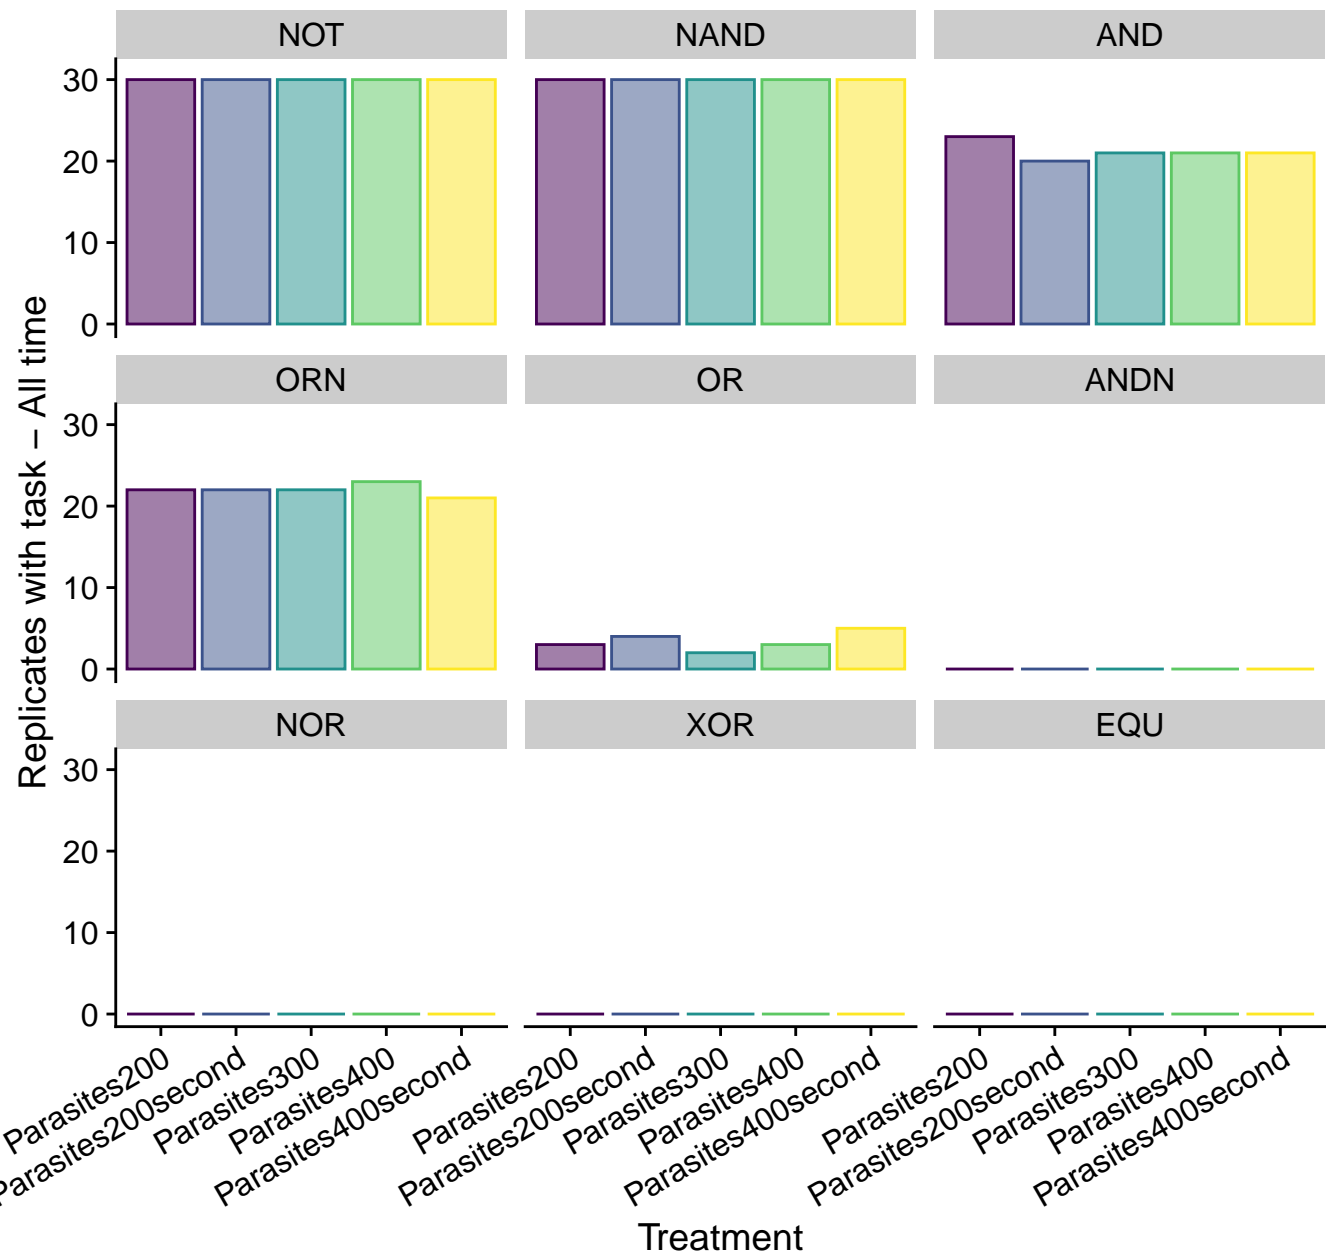 NOT NAND AND
30
20
10
0
ORN OR ANDN
30
20
10
0
NOR XOR EQU
30
20
10
0
Replicates with task – All time
Parasites200 Parasites200second Parasites300 Parasites400 Parasites400second
Parasites200 Parasites200second Parasites300 Parasites400 Parasites400second
Parasites200 Parasites200second Parasites300 Parasites400 Parasites400second
Treatment